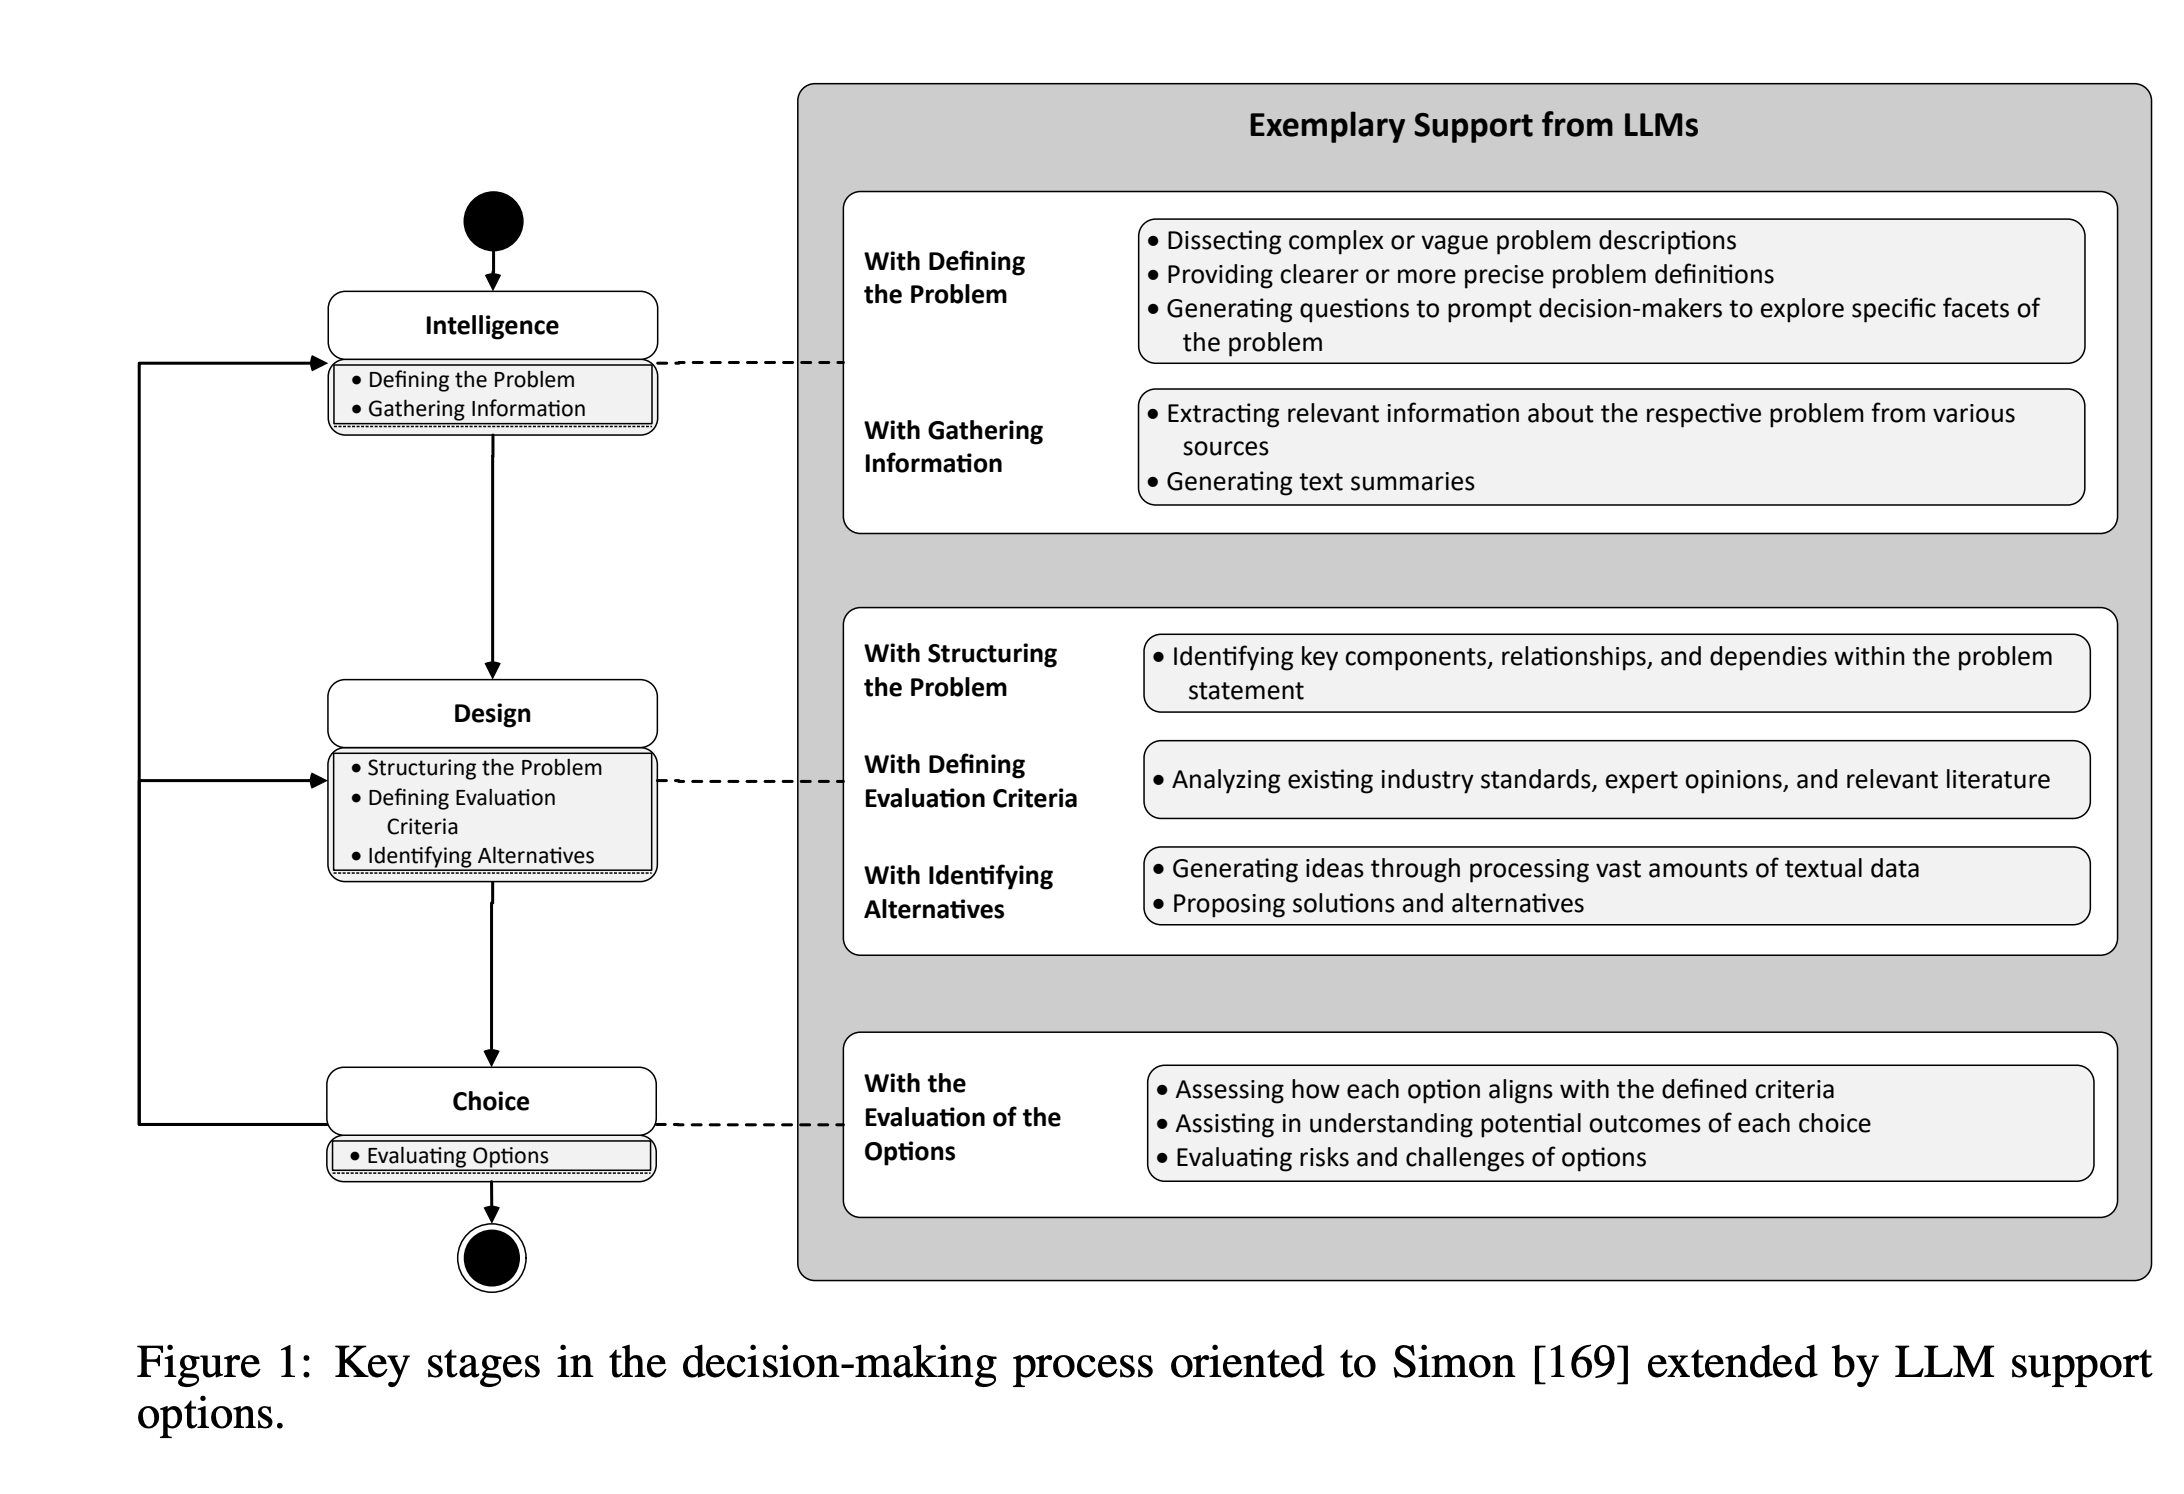 Exemplary Support from LLMs
Intelligence
• Defining the Problem
• Gathering Information
With Defining
the Problem
• Dissecting complex or vague problem descriptions
• Providing clearer or more precise problem definitions
• Generating questions to prompt decision-makers to explore specific facets of
the problem
With Gathering
Information
• Extracting relevant information about the respective problem from various
sources
• Generating text summaries
Design
• Structuring the Problem
• Defining Evaluation
Criteria
• Identifying Alternatives
With Structuring
the Problem
• Identifying key components, relationships, and dependies within the problem
statement
With Defining
Evaluation Criteria
• Analyzing existing industry standards, expert opinions, and relevant literature
With Identifying
Alternatives
• Generating ideas through processing vast amounts of textual data
• Proposing solutions and alternatives
Choice
• Evaluating Options
With the
Evaluation of the
Options
• Assessing how each option aligns with the defined criteria
• Assisting in understanding potential outcomes of each choice
• Evaluating risks and challenges of options
Figure 1: Key stages in the decision-making process oriented to Simon [169] extended by LLM support
options.